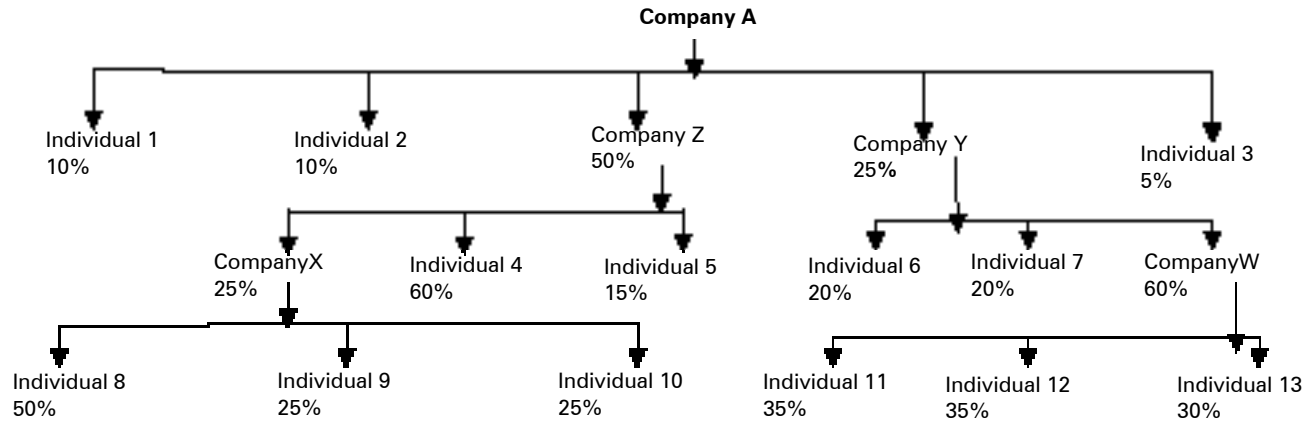 Company A
Individual 1
10%
Individual 2
10%
Company Z
50%
Company Y
25%
Individual 3
5%
CompanyX
25%
Individual 4
60%
Individual 5
15%
Individual 6
20%
Individual 7
20%
CompanyW
60%
Individual 8
50%
Individual 9
25%
Individual 10
25%
Individual 11
35%
Individual 12
35%
Individual 13
30%